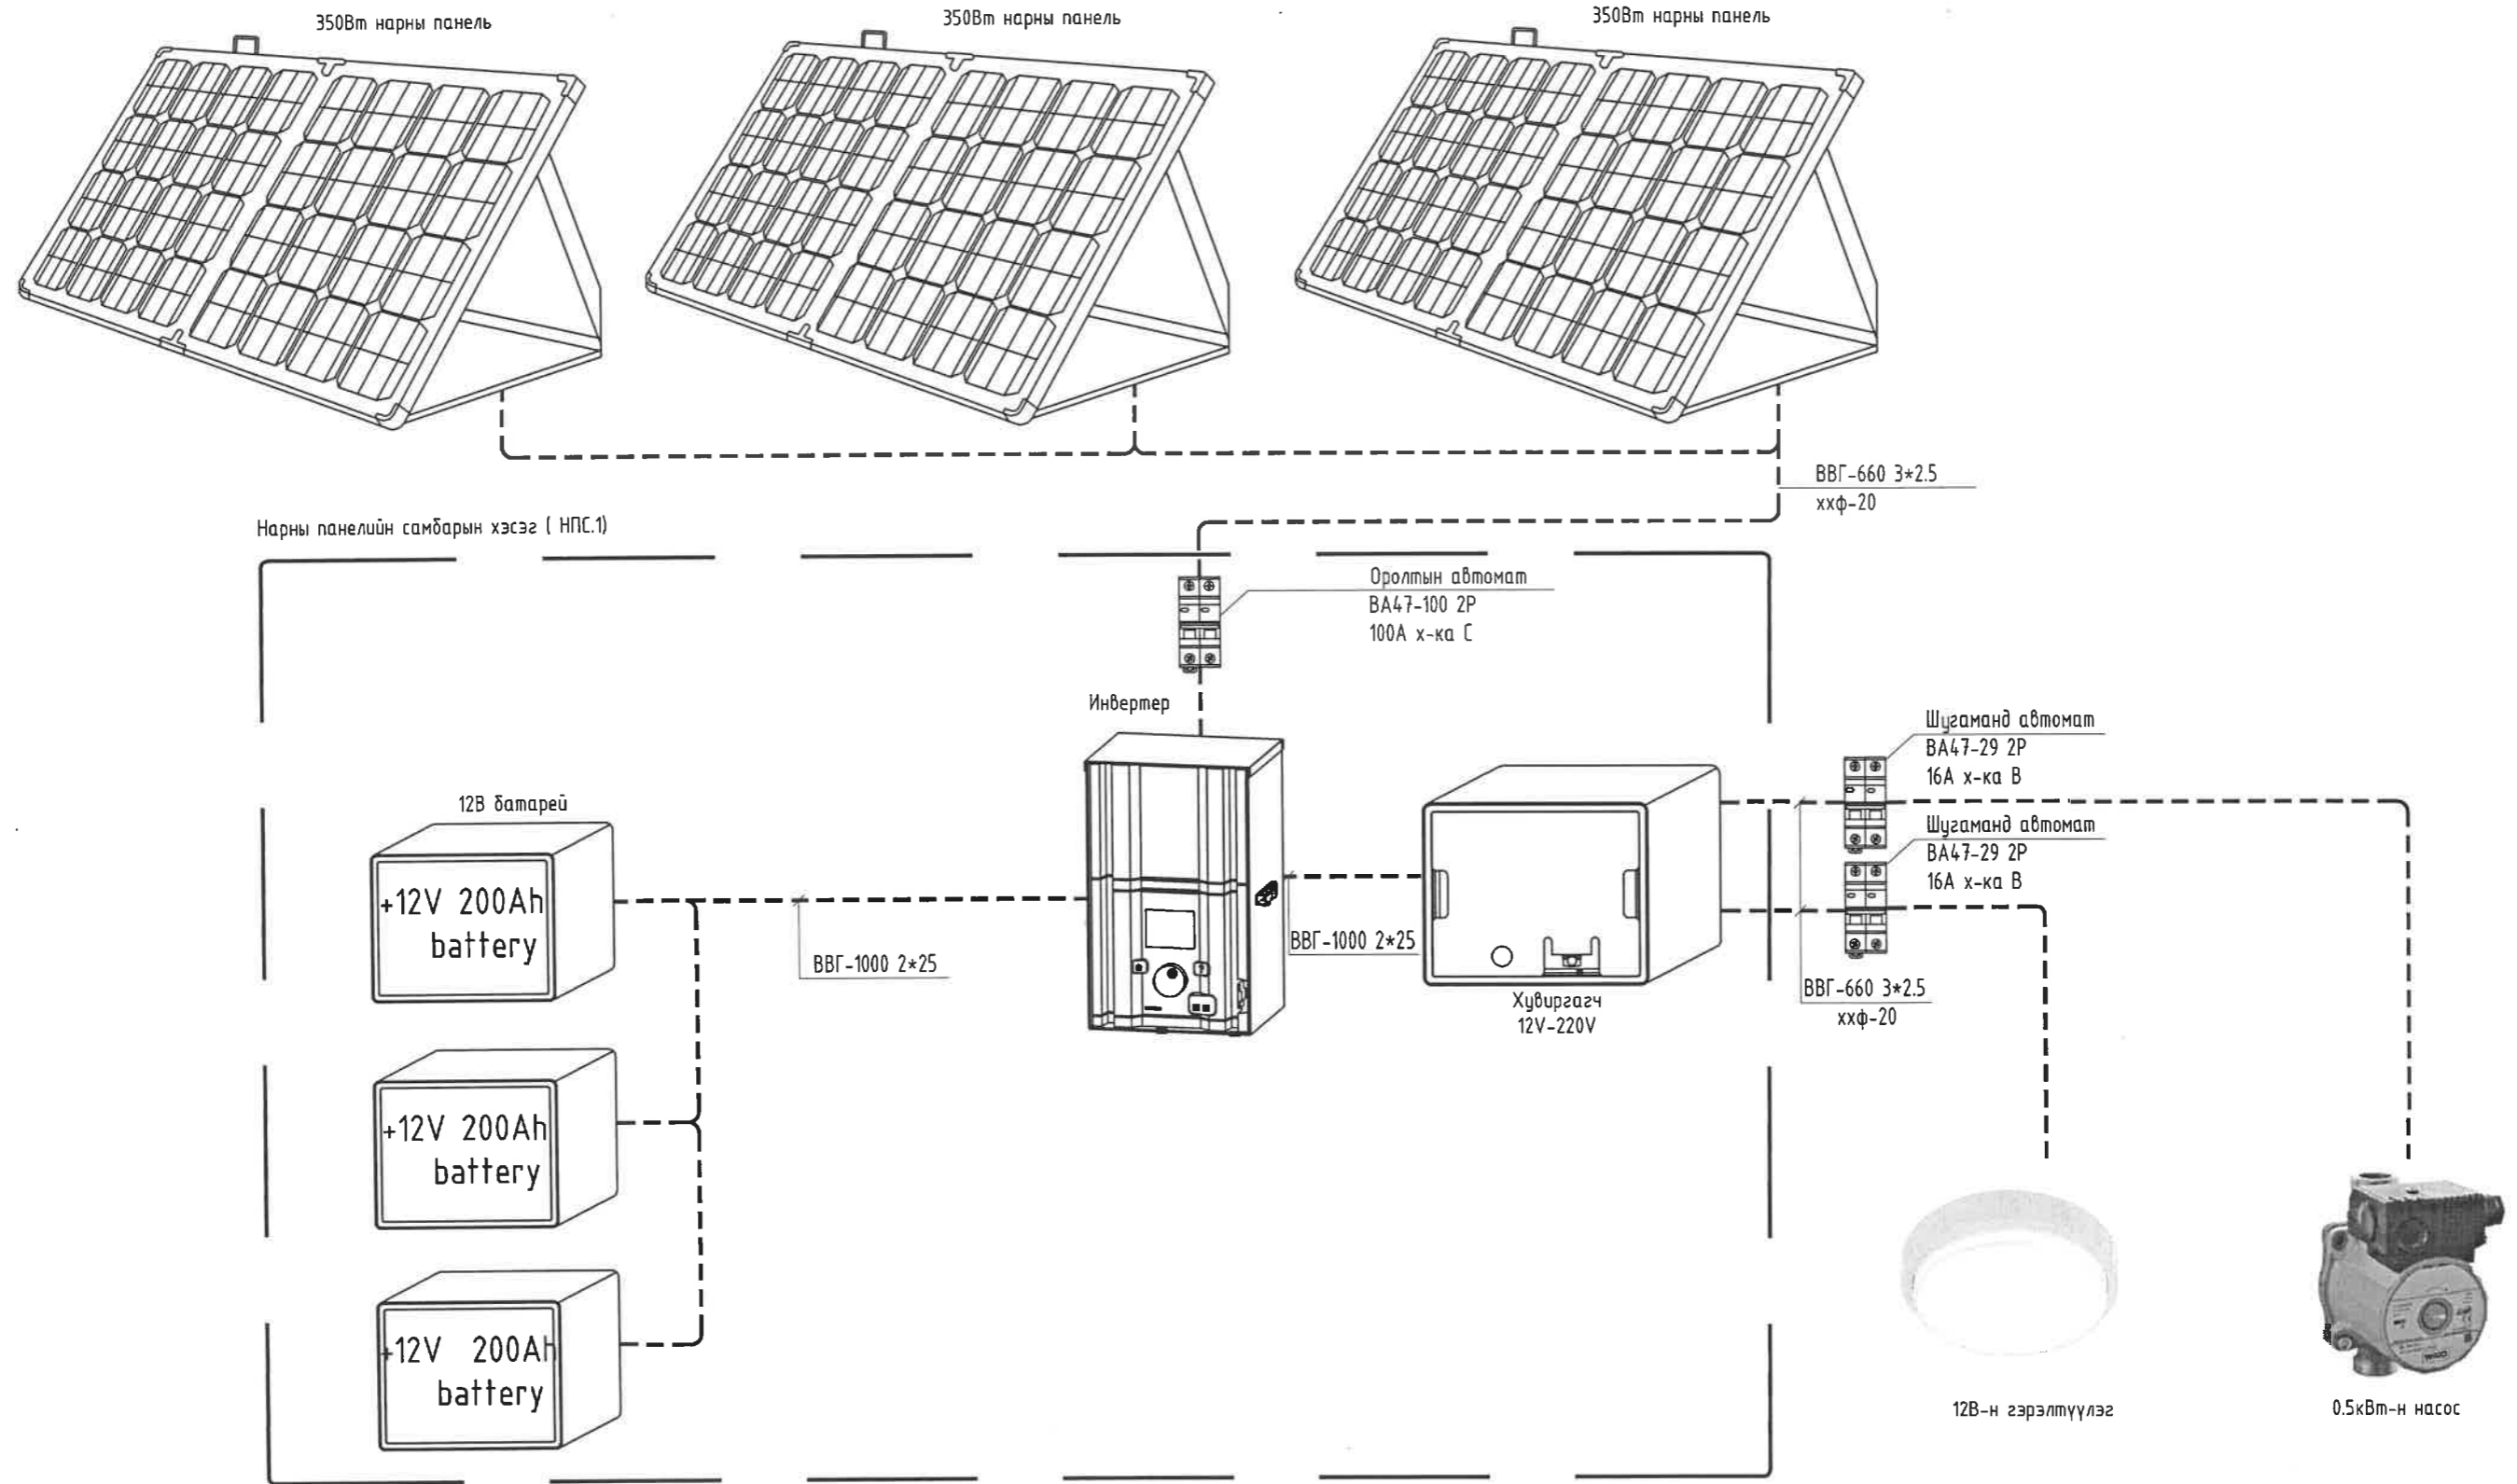 350Вт нарны панель
350Вт нарны панель
350Вт нарны панель
ВВГ-660 3*2.5
ххф-20
Нарны панелийн самбарын хэсэг ( НПС.1)
Оролтын автомат
ВА47-100 2Р
100А х-ка С
Инвертер
Шугаманд автомат
ВА47-29 2Р
16А х-ка В
Шугаманд автомат
ВА47-29 2Р
16А х-ка В
12В батарей
+12V 200Ah
battery
ВВГ-1000 2*25
ВВГ-1000 2*25
Хувиргагч
12V-220V
ВВГ-660 3*2.5
ххф-20
+12V 200Ah
battery
+12V 200Ah
battery
12В-н гэрэлтүүлэг
0.5кВт-н насос